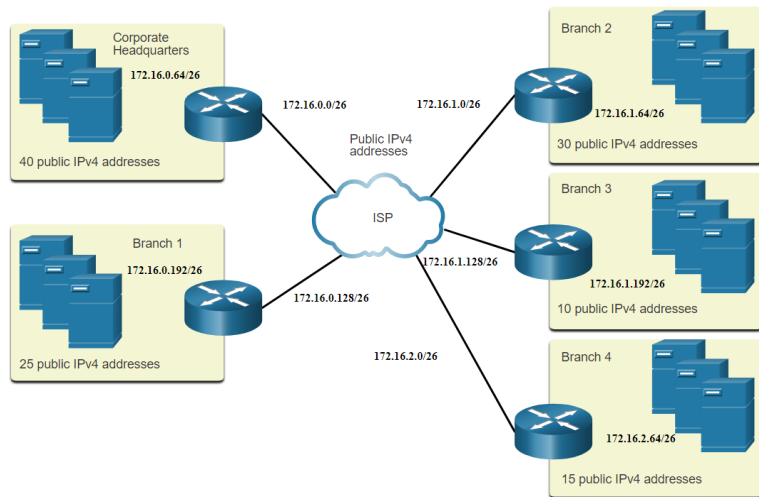 Corporate
Headquarters
172.16.0.64/26
40 public IPv4 addresses
172.16.0.0/26
Branch 1
172.16.0.192/26
25 public IPv4 addresses
172.16.0.128/26
Public IPv4
addresses
ISP
172.16.1.0/26
Branch 2
172.16.1.64/26
30 public IPv4 addresses
172.16.1.128/26
Branch 3
172.16.1.192/26
10 public IPv4 addresses
172.16.2.0/26
Branch 4
172.16.2.64/26
15 public IPv4 addresses